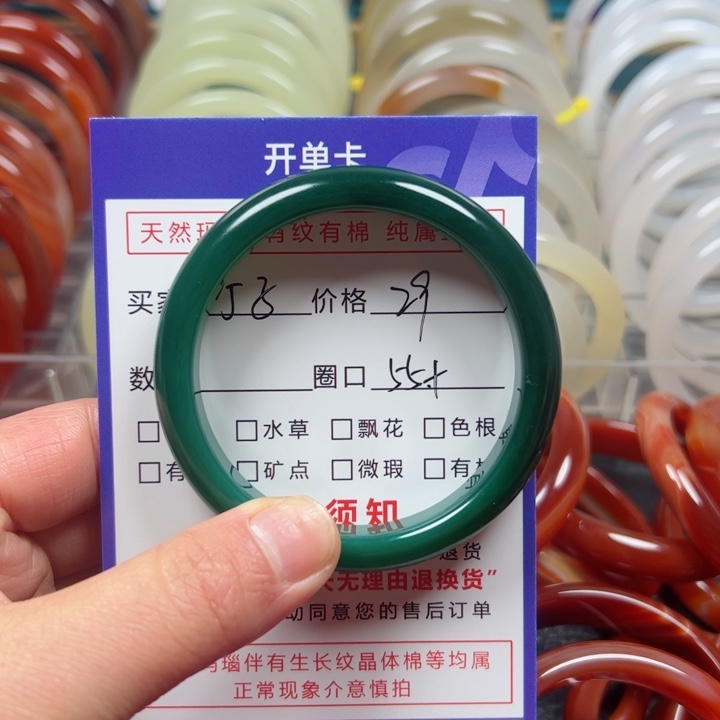 开单卡
天然玛 有纹有棉 纯属
买家 价格 29
数 圈口 55+
□ □水草 □飘花 □色根
□有 □矿点 □微瑕 □有
须知
退货
天无理由退换货”
动同意您的售后订单
玛瑙伴有生长纹晶体棉等均属
正常现象介意慎拍